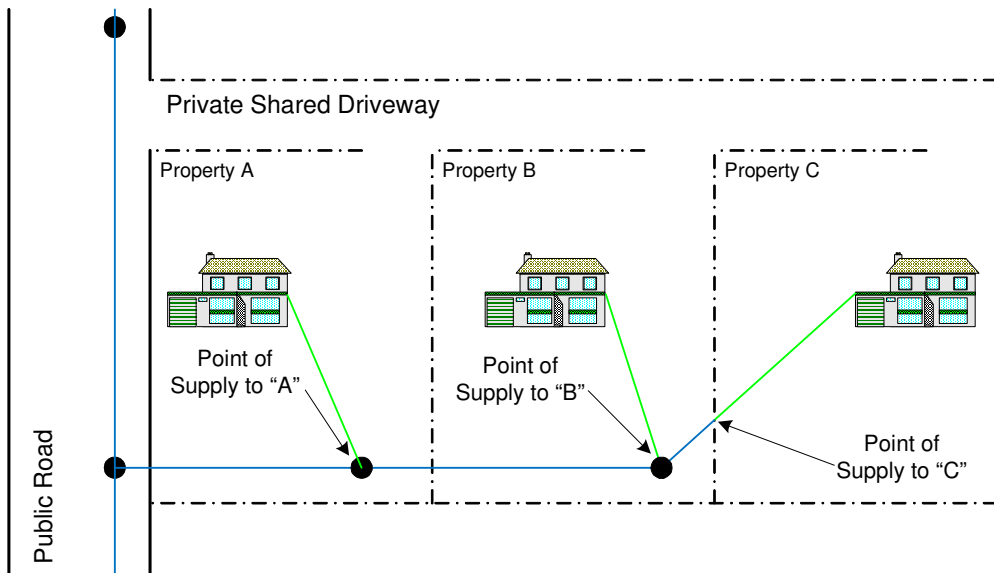 Private Shared Driveway
Property A
Property B
Property C
Point of
Supply to “A”
Point of
Supply to “B”
Point of
Supply to “C”
Public Road